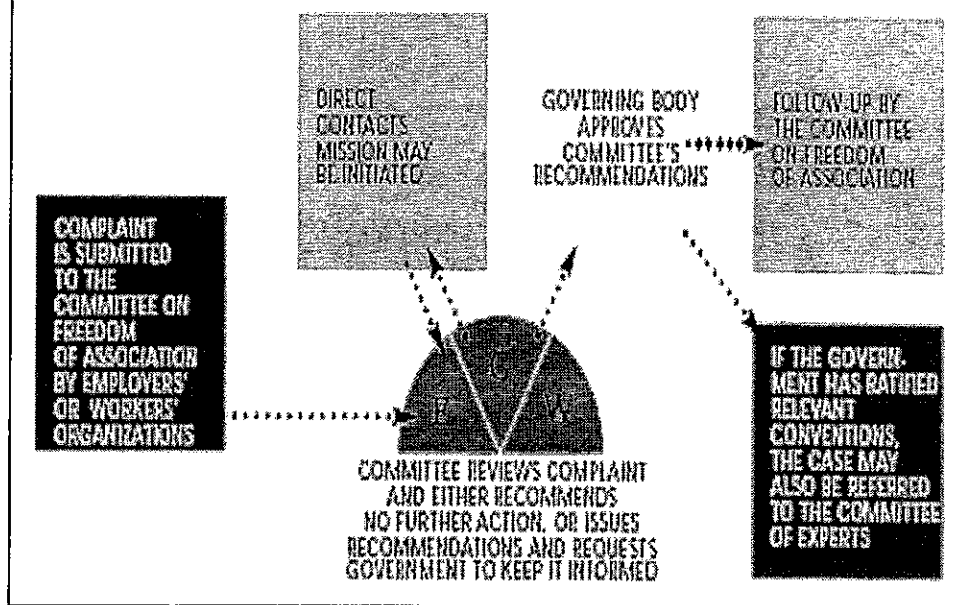 COMPLAINT
IS SUBMITTED
TO THE
COMMITTEE ON
FREEDOM
OF ASSOCIATION
BY EMPLOYERS'
OR WORKERS'
ORGANIZATIONS
DIRECT
CONTACTS
MISSION MAY
BE INITIATED
E
G
W
COMMITTEE REVIEWS COMPLAINT
AND EITHER RECOMMENDS
NO FURTHER ACTION, OR ISSUES
RECOMMENDATIONS AND REQUESTS
GOVERNMENT TO KEEP IT INFORMED
GOVERNING BODY
APPROVES
COMMITTEE'S
RECOMMENDATIONS
FOLLOW-UP BY
THE COMMITTEE
ON FREEDOM
OF ASSOCIATION
IF THE GOVERN-
MENT HAS RATIFIED
RELEVANT
CONVENTIONS,
THE CASE MAY
ALSO BE REFERRED
TO THE COMMITTEE
OF EXPERTS